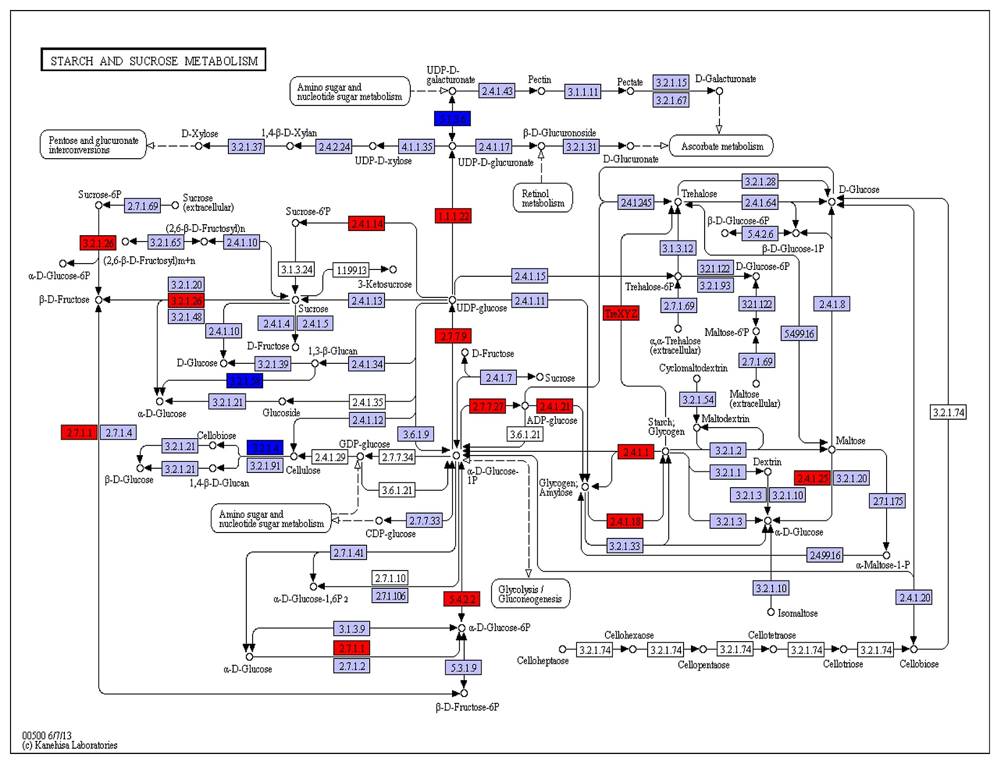 STARCH AND SUCROSE METABOLISM
UDP-D-
galacturonate
Amino sugar and
nucleotide sugar metabolism
2.4.1.43
Pectin
3.1.1.11
Pectate
3.2.1.15
3.2.1.67
D-Galacturonate
5.1.3.6
Pentose and glucuronate
interconversions
D-Xylose
3.2.1.37
1,4-β-D-Xylan
2.4.2.24
UDP-D-xylose
4.1.1.35
UDP-D-glucuronate
2.4.1.17
β-D-Glucuronoside
3.2.1.31
D-Glucuronate
Ascorbate metabolism
Retinol
metabolism
Sucrose-6P
2.7.1.69
Sucrose
(extracellular)
Sucrose-6'P
2.4.1.14
1.1.1.22
2.4.1.245
Trehalose
3.2.1.28
2.4.1.64
D-Glucose
β-D-Glucose-6P
5.4.2.6
β-D-Glucose-1P
3.2.1.26
(2,6-β-D-Fructosyl)n
3.2.1.65
2.4.1.10
(2,6-β-D-Fructosyl)m+n
α-D-Glucose-6P
3.1.3.24
1.1.99.13
3-Ketosucrose
3.1.3.12
2.4.1.15
Trehalose-6P
3.2.1.122
3.2.1.93
D-Glucose-6P
3.2.1.20
3.2.1.26
3.2.1.48
β-D-Fructose
Sucrose
2.4.1.13
UDP-glucose
2.4.1.11
2.7.1.69
3.2.1.122
2.4.1.8
TreXYZ
2.4.1.10
2.4.1.4
2.4.1.5
D-Fructose
2.7.7.9
α,α-Trehalose
(extracellular)
Maltose-6'P
5.4.99.16
D-Glucose
3.2.1.39
1,3-β-Glucan
2.4.1.34
D-Fructose
2.7.1.69
3.2.1.58
2.4.1.7
Sucrose
Cyclomaltodextrin
3.2.1.54
Maltose
(extracellular)
α-D-Glucose
3.2.1.21
Glucoside
2.4.1.35
2.7.7.27
ADP-glucose
2.4.1.21
3.2.1.74
2.4.1.12
Starch;
Glycogen
Maltodextrin
2.7.1.1
2.7.1.4
3.6.1.9
3.6.1.21
3.2.1.21
Cellobiose
3.2.1.4
3.2.1.91
Cellulose
2.4.1.29
GDP-glucose
2.7.7.34
α-D-Glucose-
1P
2.4.1.1
3.2.1.2
Maltose
β-D-Glucose
3.2.1.21
1,4-β-D-Glucan
3.6.1.21
Glycogen;
Amylose
3.2.1.1
Dextrin
2.4.1.25
3.2.1.20
3.2.1.3
3.2.1.10
2.7.1.175
Amino sugar and
nucleotide sugar metabolism
2.7.7.33
CDP-glucose
2.4.1.18
3.2.1.3
α-D-Glucose
3.2.1.33
2.4.99.16
α-Maltose-1-P
2.7.1.41
2.7.1.10
2.7.1.106
α-D-Glucose-1,6P2
Glycolysis /
Gluconeogenesis
3.2.1.10
Isomaltose
2.4.1.20
5.4.2.2
3.1.3.9
α-D-Glucose-6P
2.7.1.1
2.7.1.2
α-D-Glucose
5.3.1.9
β-D-Fructose-6P
Celloheptaose
3.2.1.74
Cellohexaose
3.2.1.74
Cellopentaose
3.2.1.74
Cellotetraose
3.2.1.74
Cellotriose
3.2.1.74
Cellobiose
00500 6/7/13
(c) Kanehisa Laboratories